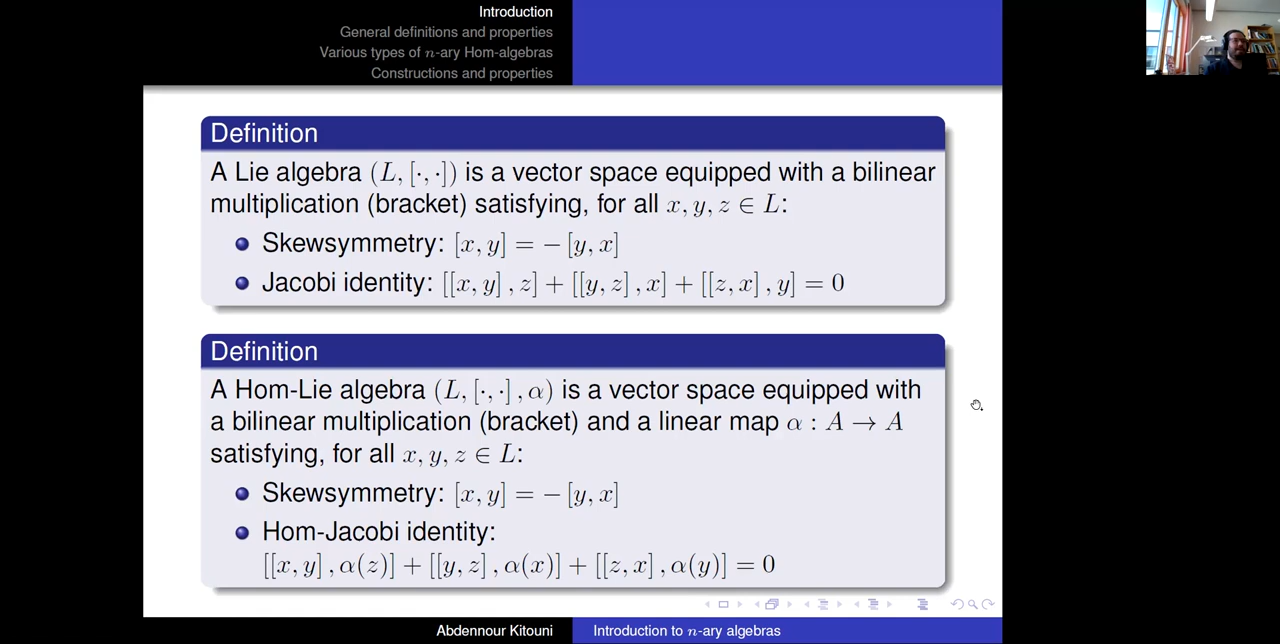 Introduction
General definitions and properties
Various types of n-ary Hom-algebras
Constructions and properties
Definition
A Lie algebra (L, [·, ·]) is a vector space equipped with a bilinear
multiplication (bracket) satisfying, for all x, y, z ∈ L:
Skewsymmetry: [x, y] = − [y, x]
Jacobi identity: [[x, y] , z] + [[y, z] , x] + [[z, x] , y] = 0
Definition
A Hom-Lie algebra (L, [·, ·] , α) is a vector space equipped with
a bilinear multiplication (bracket) and a linear map α : A → A
satisfying, for all x, y, z ∈ L:
Skewsymmetry: [x, y] = − [y, x]
Hom-Jacobi identity:
[[x, y] , α(z)] + [[y, z] , α(x)] + [[z, x] , α(y)] = 0
Abdennour Kitouni
Introduction to n-ary algebras